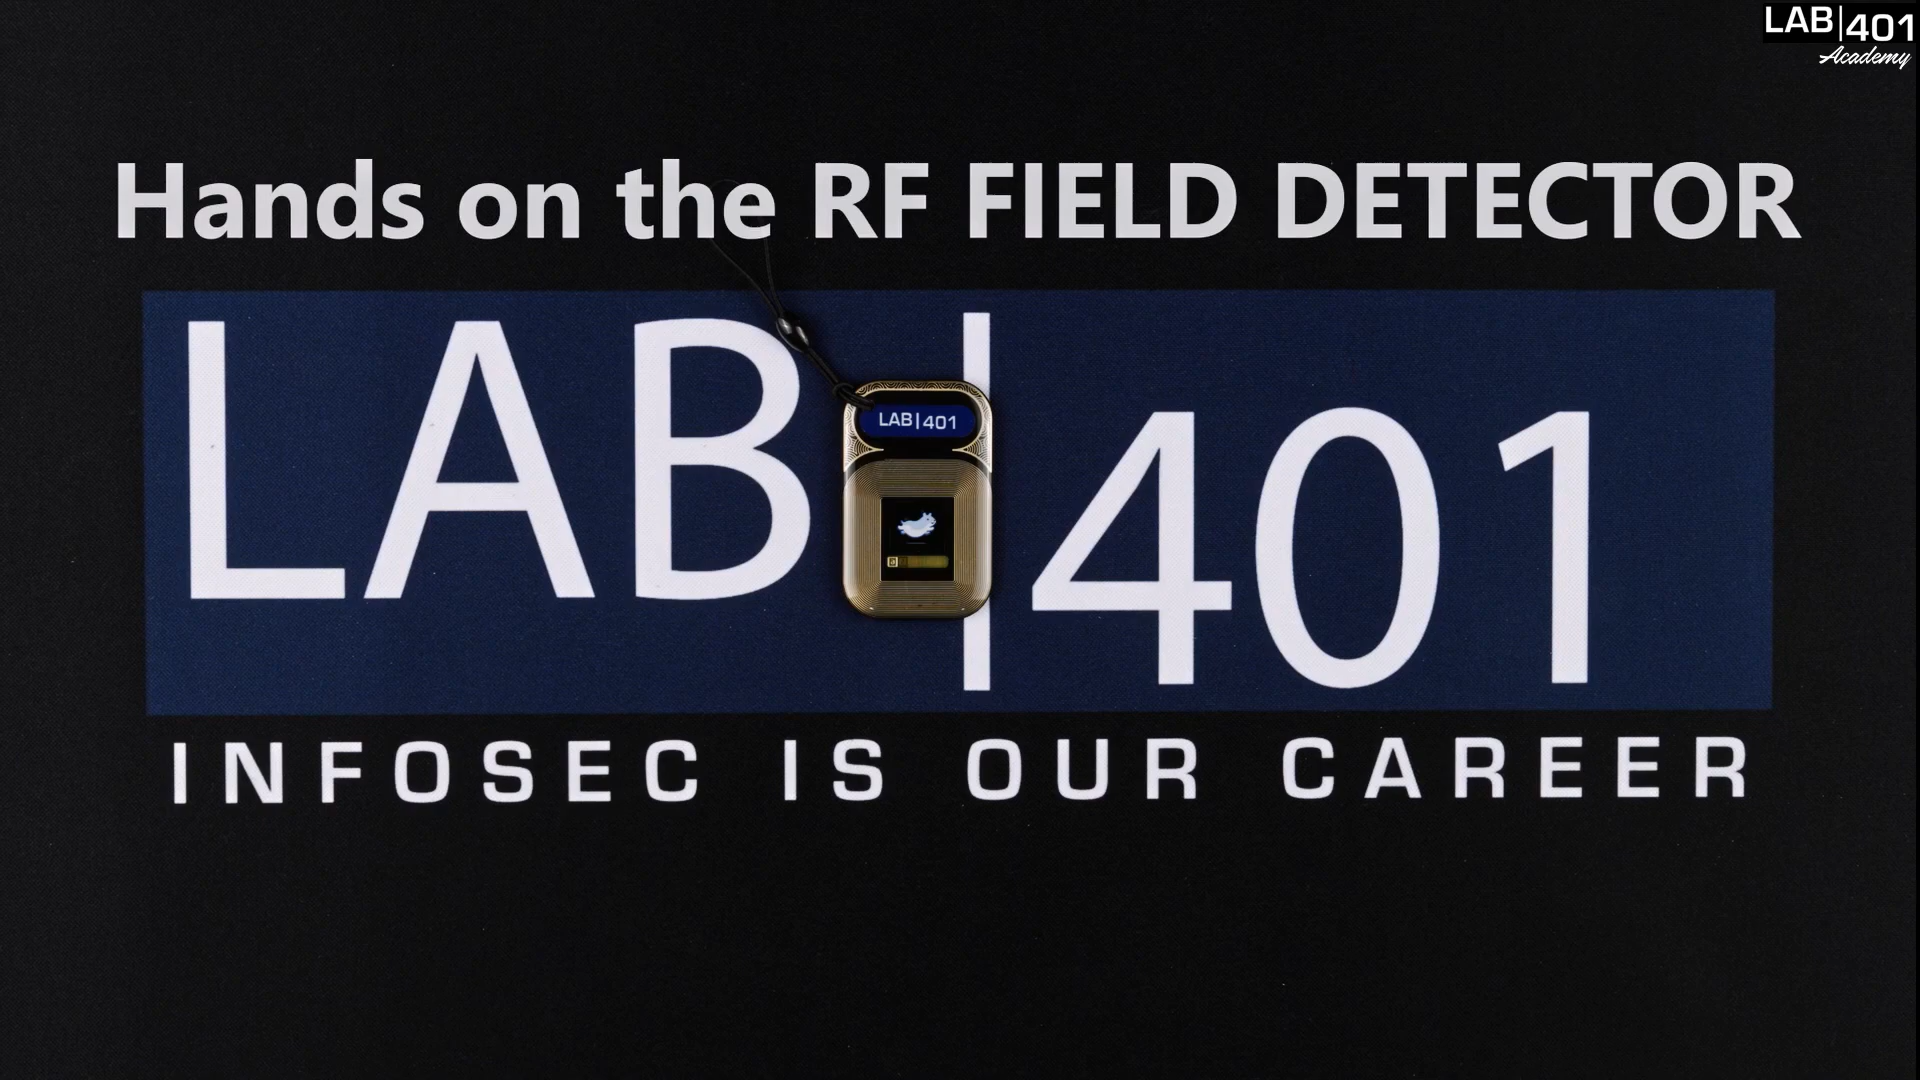 LAB|401
Academy
Hands on the RF FIELD DETECTOR
LAB|401
LAB|401
INFOSEC IS OUR CAREER